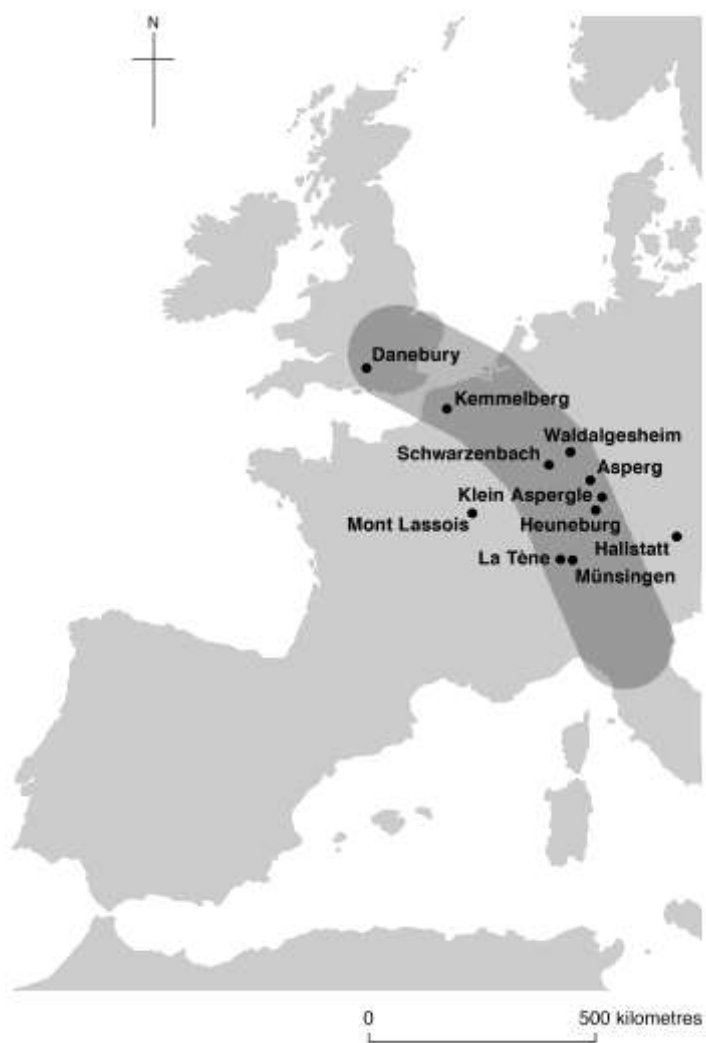 N
Danebury
Kemmelberg
Waldalgesheim
Schwarzenbach
Asperg
Klein Aspergle
Mont Lassois
Heuneburg
Hallstatt
La Tène
Münsingen
0 500 kilometres